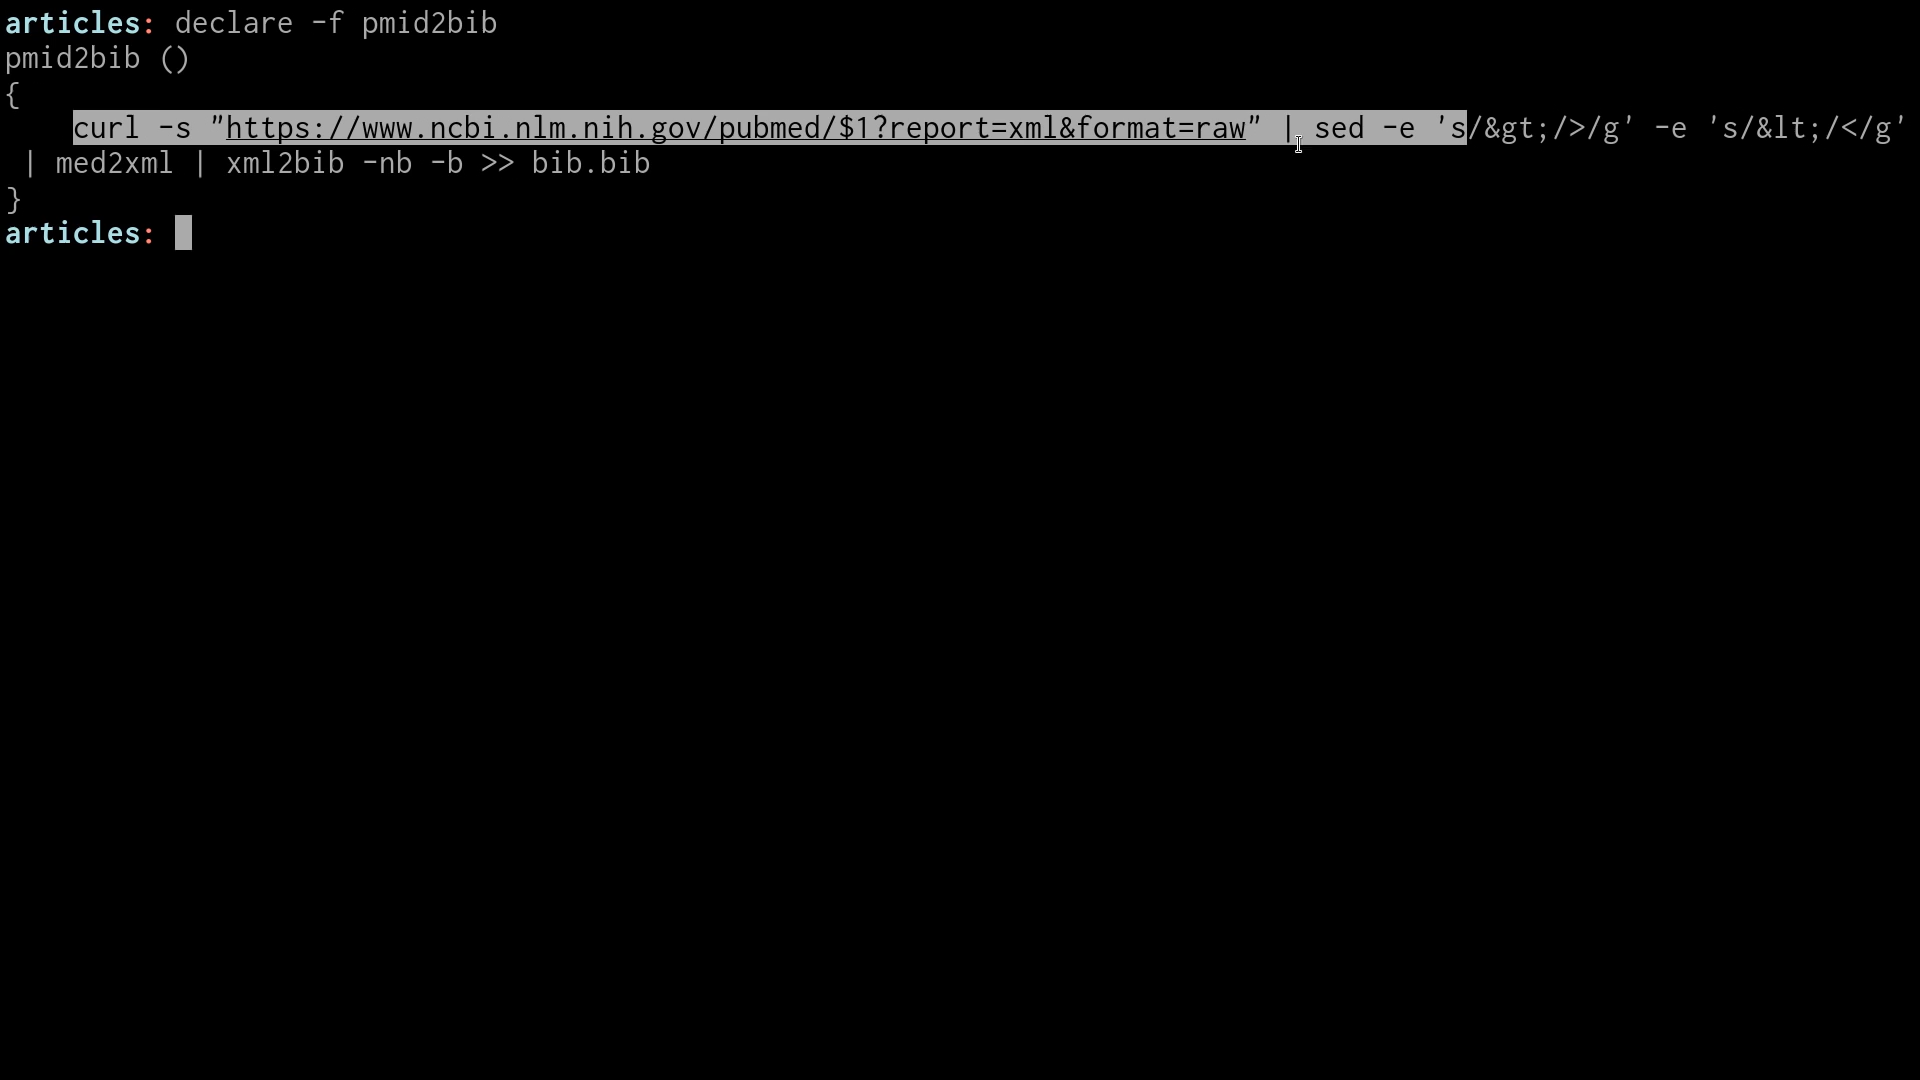 articles: declare -f pmid2bib
pmid2bib ()
{
    curl -s "https://www.ncbi.nlm.nih.gov/pubmed/$1?report=xml&format=raw" | sed -e 's/&gt;/>/g' -e 's/&lt;/</g'
 | med2xml | xml2bib -nb -b >> bib.bib
}
articles: